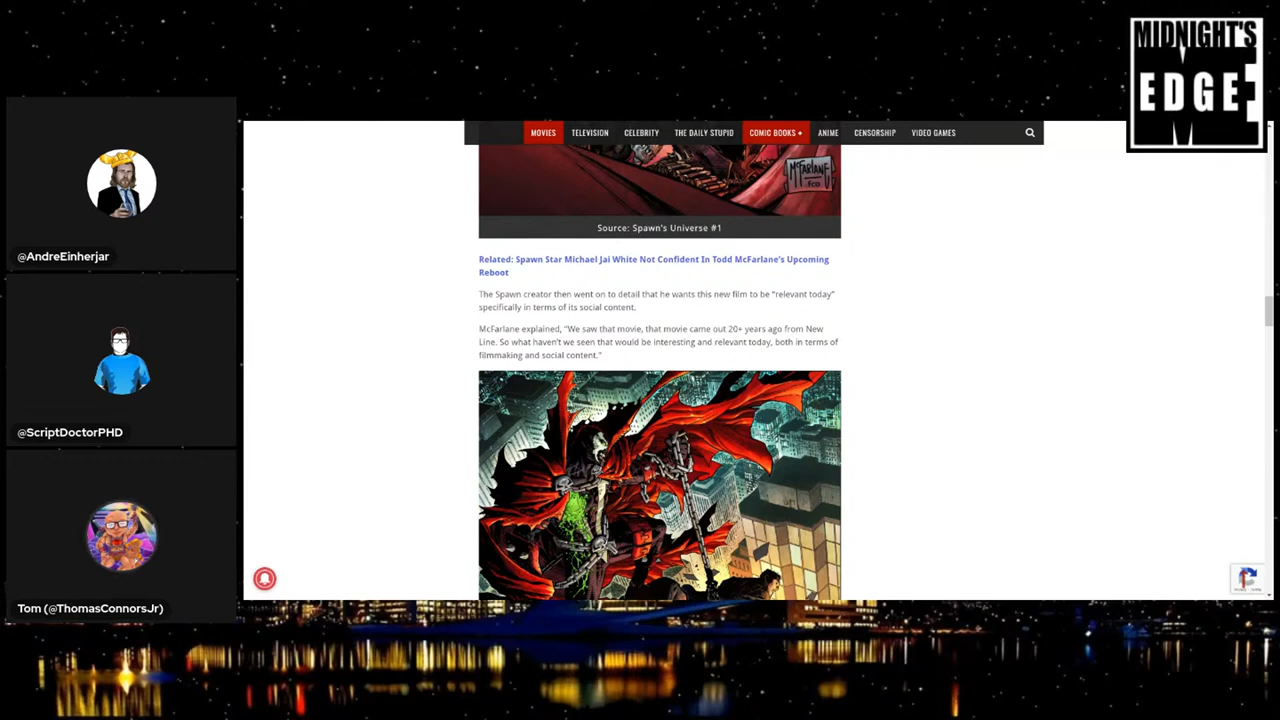 MIDNIGHT'S
EDGE
MOVIES TELEVISION CELEBRITY THE DAILY STUPID COMIC BOOKS + ANIME CENSORSHIP VIDEO GAMES
McFARLANE
.FCO
Source: Spawn's Universe #1
@AndreEinherjar
Related: Spawn Star Michael Jai White Not Confident In Todd McFarlane's Upcoming
Reboot
The Spawn creator then went on to detail that he wants this new film to be “relevant today”
specifically in terms of its social content.
McFarlane explained, “We saw that movie, that movie came out 20+ years ago from New
Line. So what haven't we seen that would be interesting and relevant today, both in terms of
filmmaking and social content.”
@ScriptDoctorPHD
Tom (@ThomasConnorsJr)